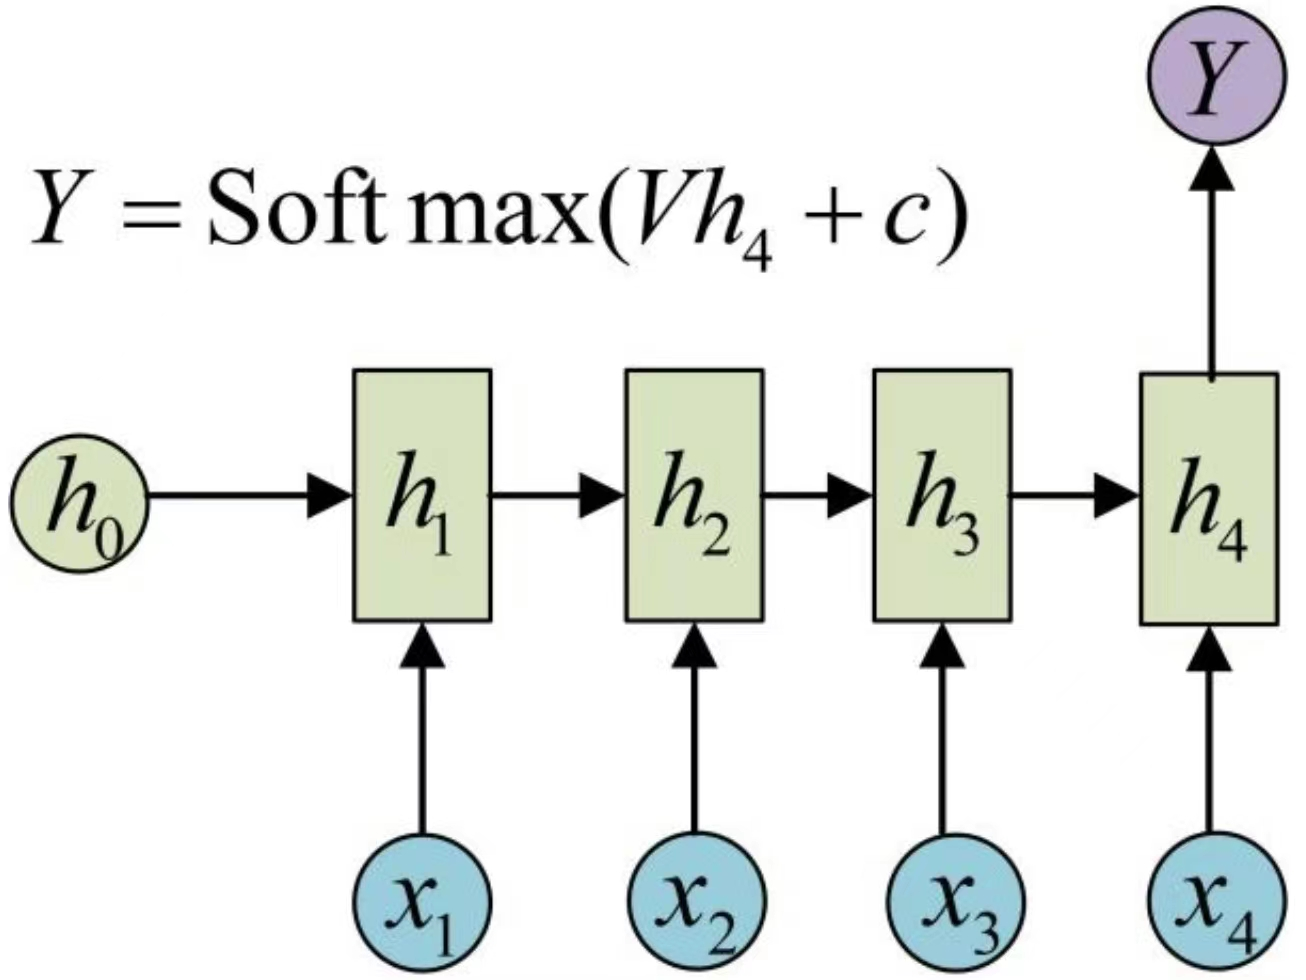 Y
Y = Soft max(Vh₄ + c)
h₀ h₁ h₂ h₃ h₄
x₁ x₂ x₃ x₄